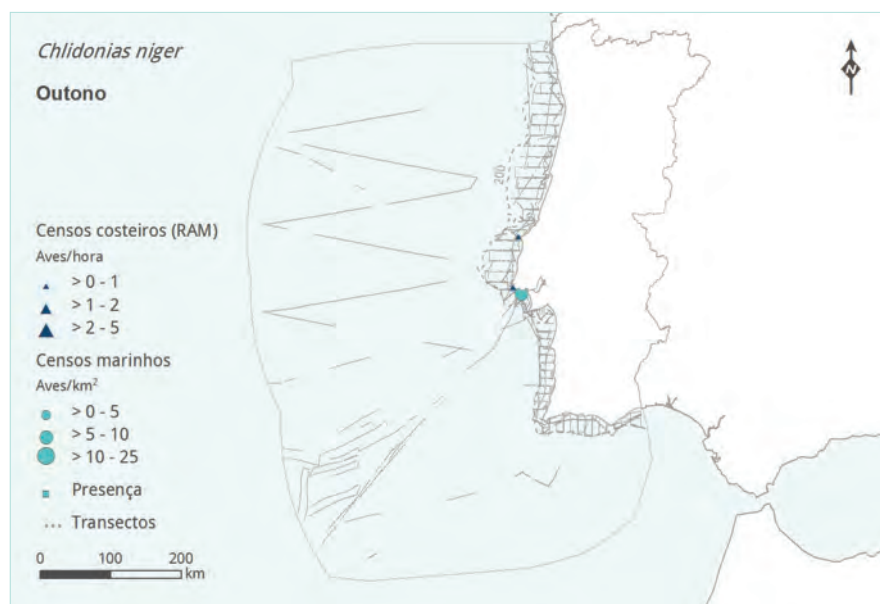 Chlidonias niger
Outono
N
200
Censos costeiros (RAM)
Aves/hora
> 0 - 1
> 1 - 2
> 2 - 5
Censos marinhos
Aves/km²
> 0 - 5
> 5 - 10
> 10 - 25
Presença
Transectos
0 100 200
km